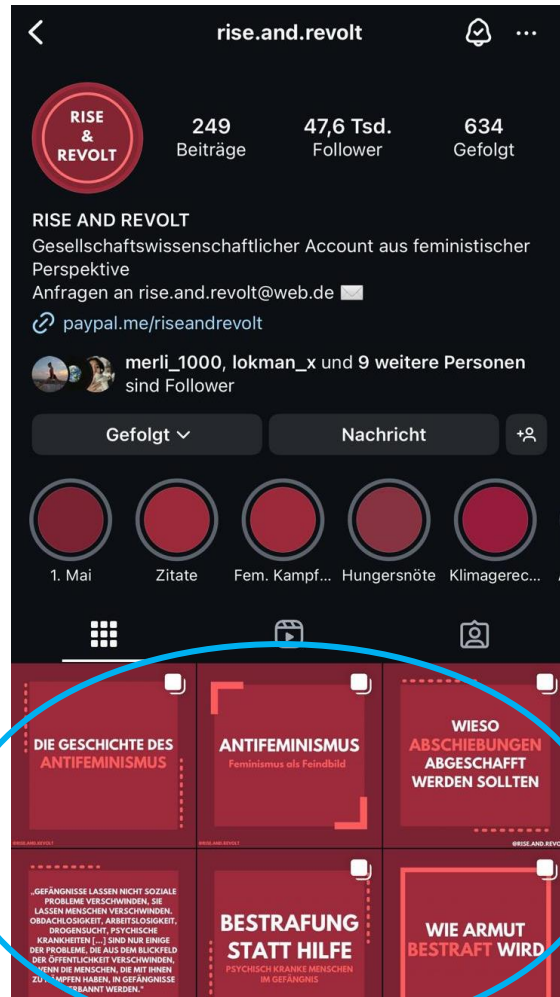 rise.and.revolt
RISE
&
REVOLT
249
Beiträge
47,6 Tsd.
Follower
634
Gefolgt
RISE AND REVOLT
Gesellschaftswissenschaftlicher Account aus feministischer
Perspektive
Anfragen an rise.and.revolt@web.de
paypal.me/riseandrevolt
merli_1000, lokman_x und 9 weitere Personen
sind Follower
Gefolgt
Nachricht
1. Mai
Zitate
Fem. Kampf...
Hungersnöte
Klimagerec...
DIE GESCHICHTE DES
ANTIFEMINISMUS
@RISE.AND.REVOLT
ANTIFEMINISMUS
Feminismus als Feindbild
@RISE.AND.REVOLT
WIESO
ABSCHIEBUNGEN
ABGESCHAFFT
WERDEN SOLLTEN
@RISE.AND.REVO
„GEFÄNGNISSE LASSEN NICHT SOZIALE
PROBLEME VERSCHWINDEN, SIE
LASSEN MENSCHEN VERSCHWINDEN.
OBDACHLOSIGKEIT, ARBEITSLOSIGKEIT,
DROGENSUCHT, PSYCHISCHE
KRANKHEITEN [...] SIND NUR EINIGE
DER PROBLEME, DIE AUS DEM BLICKFELD
DER ÖFFENTLICHKEIT VERSCHWINDEN,
WENN DIE MENSCHEN, DIE MIT IHNEN
ZU KÄMPFEN HABEN, IN GEFÄNGNISSE
VERBANNT WERDEN."
BESTRAFUNG
STATT HILFE
PSYCHISCH KRANKE MENSCHEN
IM GEFÄNGNIS
WIE ARMUT
BESTRAFT WIRD